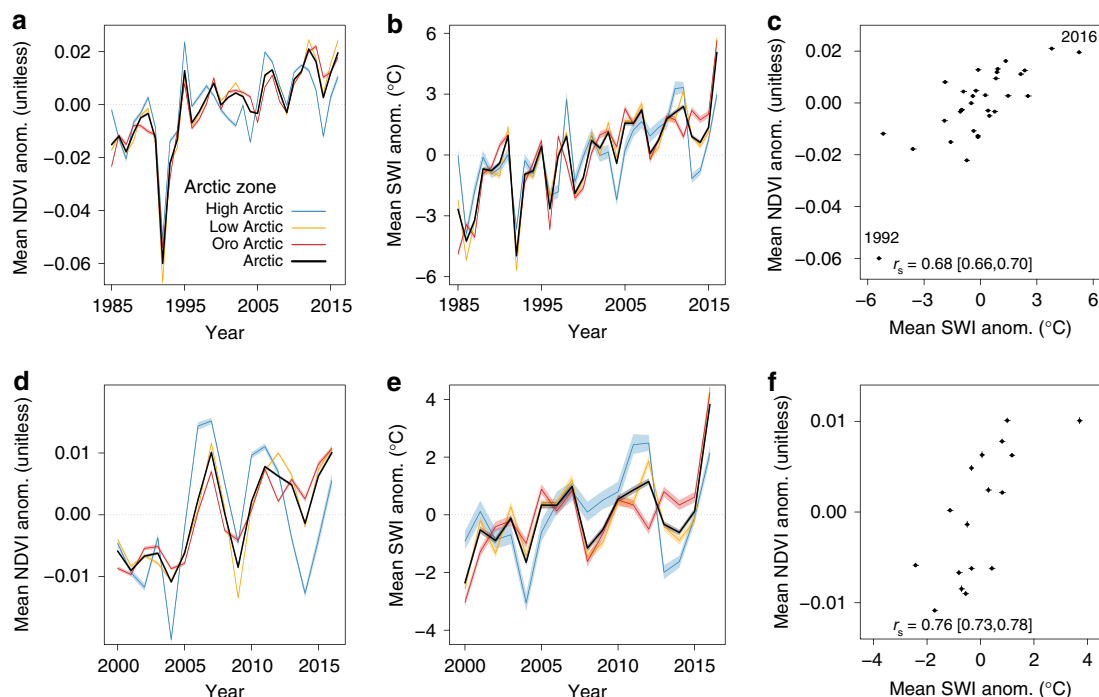 a
Mean NDVI anom. (unitless)
0.02
0.00
−0.02
−0.04
−0.06
Arctic zone
High Arctic
Low Arctic
Oro Arctic
Arctic
1985
1995
2005
2015
Year
b
Mean SWI anom. (°C)
6
3
0
−3
−6
1985
1995
2005
2015
Year
c
Mean NDVI anom. (unitless)
0.02
0.00
−0.02
−0.04
−0.06
2016
1992
rs = 0.68 [0.66,0.70]
−6
−3
0
3
6
Mean SWI anom. (°C)
d
Mean NDVI anom. (unitless)
0.01
0.00
−0.01
2000
2005
2010
2015
Year
e
Mean SWI anom. (°C)
4
2
0
−2
−4
2000
2005
2010
2015
Year
f
Mean NDVI anom. (unitless)
0.01
0.00
−0.01
rs = 0.76 [0.73,0.78]
−4
−2
0
2
4
Mean SWI anom. (°C)